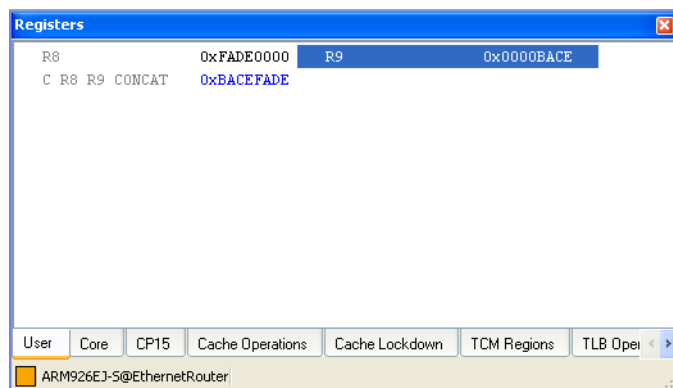 Registers
R8 0xFADE0000 R9 0x0000BACE
C R8 R9 CONCAT 0xBACEFADE
User Core CP15 Cache Operations Cache Lockdown TCM Regions TLB Oper
ARM926EJ-S@EthernetRouter